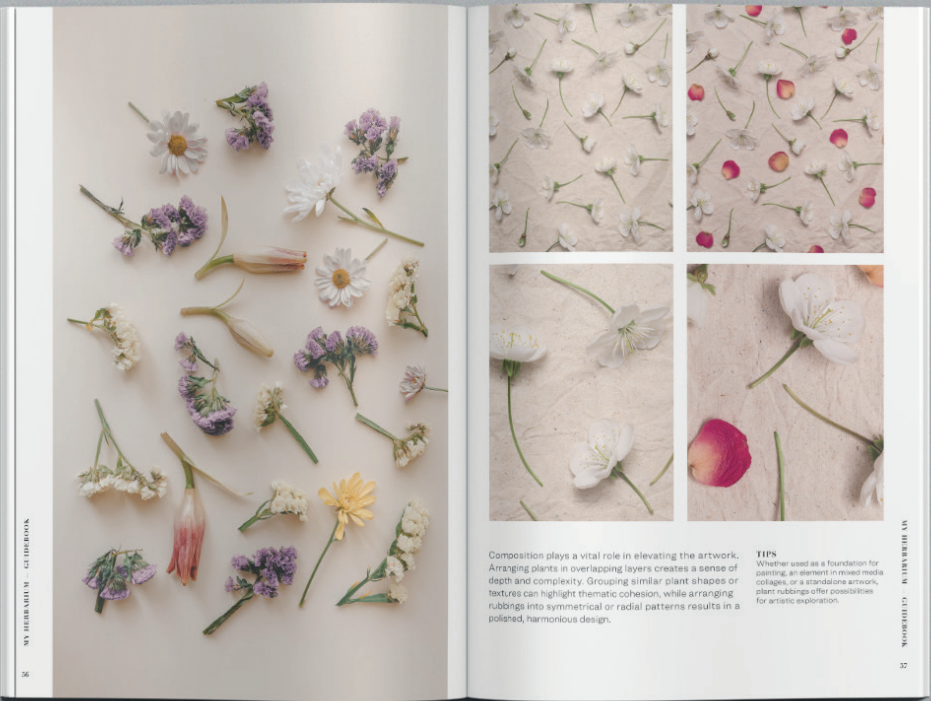 MY HERBARIUM GUIDEBOOK
36
Composition plays a vital role in elevating the artwork.
Arranging plants in overlapping layers creates a sense of
depth and complexity. Grouping similar plant shapes or
textures can highlight thematic cohesion, while arranging
rubbings into symmetrical or radial patterns results in a
polished, harmonious design.
TIPS
Whether used as a foundation for
painting, an element in mixed media
collages, or a standalone artwork,
plant rubbings offer possibilities
for artistic exploration.
MY HERBARIUM GUIDEBOOK
37